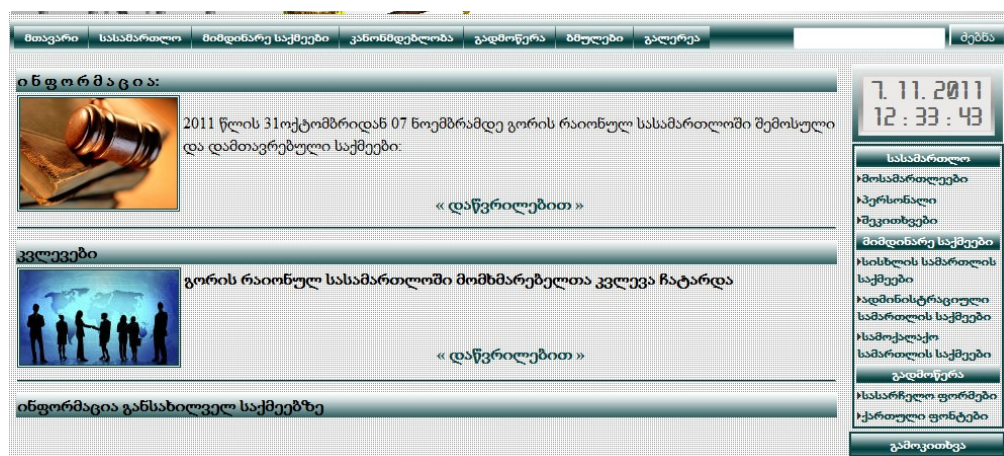 მთავარი სასამართლო მიმდინარე საქმეები კანონმდებლობა გადმოწერა ბმულები გალერეა ძებნა
ი ნ ფ ო რ მ ა ც ი ა:
2011 წლის 31ოქტომბრიდან 07 ნოემბრამდე გორის რაიონულ სასამართლოში შემოსული
და დამთავრებული საქმეები:
« დაწვრილებით »
კვლევები
გორის რაიონულ სასამართლოში მომხმარებელთა კვლევა ჩატარდა
« დაწვრილებით »
ინფორმაცია განსახილველ საქმეებზე
7. 11. 2011
12 : 33 : 43
სასამართლო
მოსამართლეები
პერსონალი
შეკითხვები
მიმდინარე საქმეები
სისხლის სამართლის
საქმეები
ადმინისტრაციული
სამართლის საქმეები
სამოქალაქო
სამართლის საქმეები
გადმოწერა
სასარჩელო ფორმები
ქართული ფონტები
გამოკითხვა